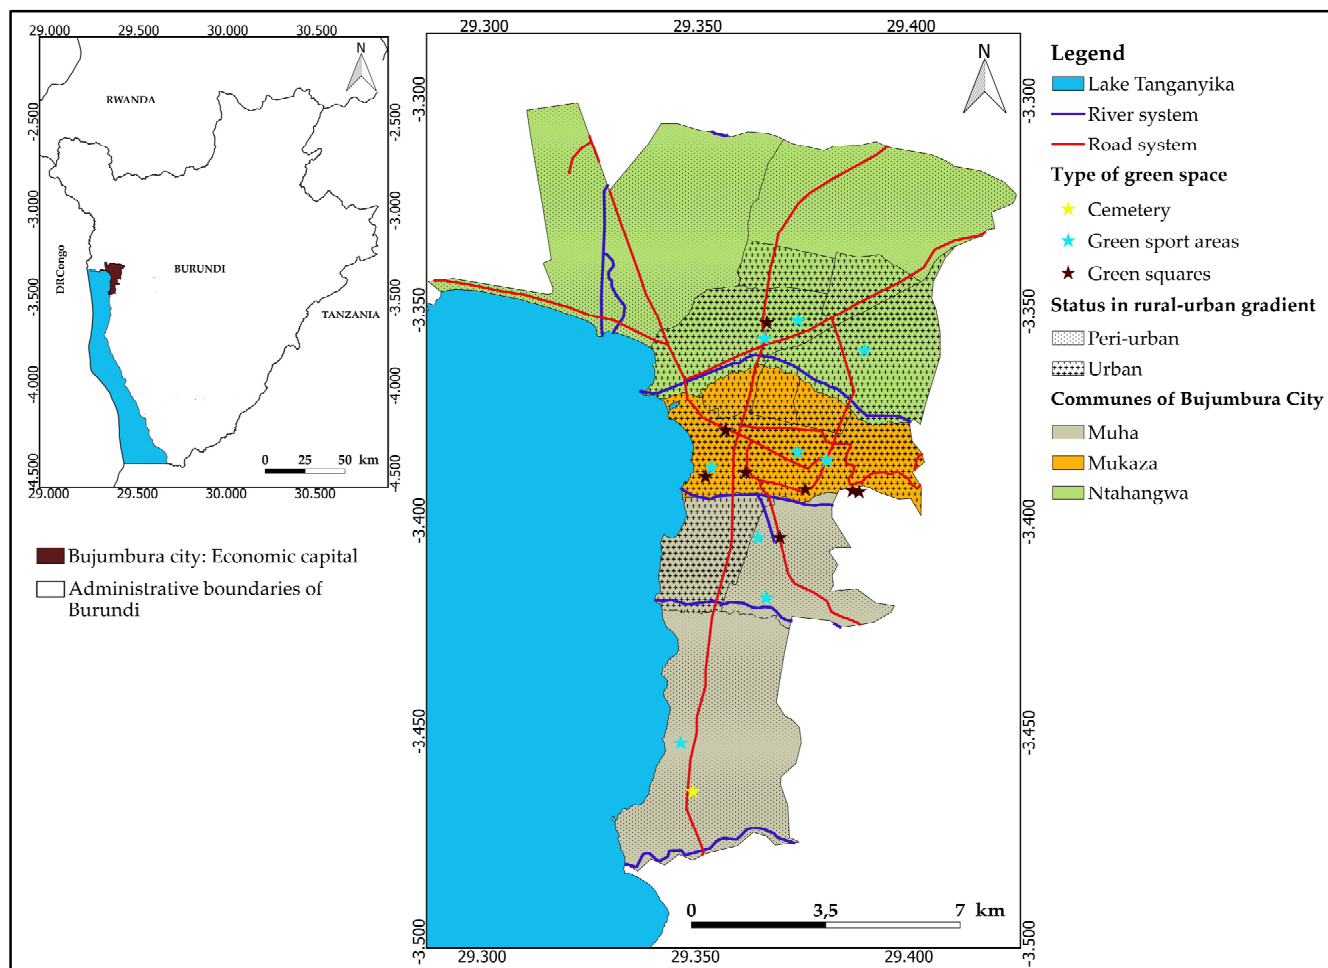 29.000 29.500 30.000 30.500
N
RWANDA
-2.500
-2.500
-3.000
-3.000
DRCongo
BURUNDI
TANZANIA
-3.500
-3.500
-4.000
-4.000
0 25 50 km
-4.500
-4.500
29.000 29.500 30.000 30.500
Bujumbura city: Economic capital
Administrative boundaries of
Burundi
29.300 29.350 29.400
N
-3.300
-3.300
-3.350
-3.350
-3.400
-3.400
-3.450
-3.450
-3.500
-3.500
0 3,5 7 km
29.300 29.350 29.400
Legend
Lake Tanganyika
River system
Road system
Type of green space
Cemetery
Green sport areas
Green squares
Status in rural-urban gradient
Peri-urban
Urban
Communes of Bujumbura City
Muha
Mukaza
Ntahangwa